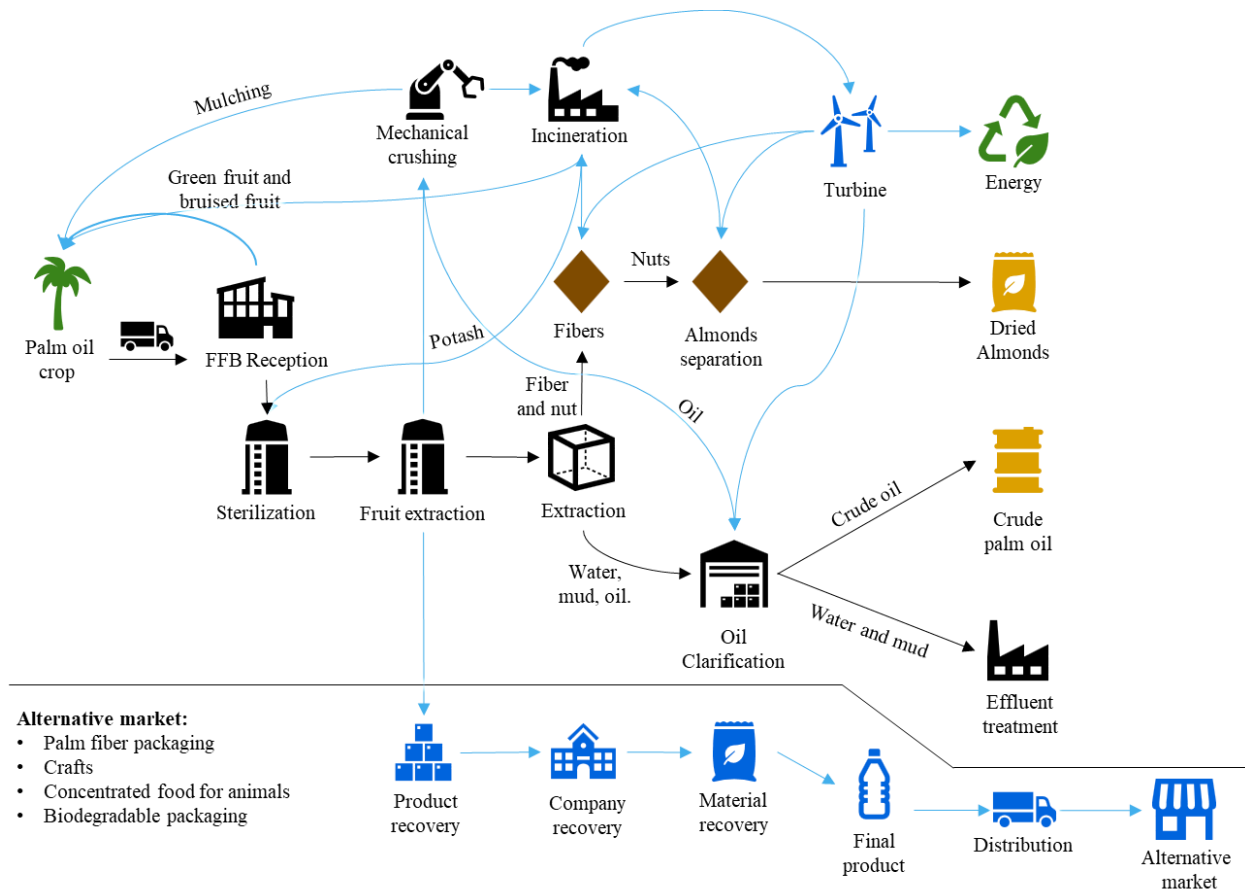 Mulching
Mechanical
crushing
Incineration
Turbine
Energy
Green fruit and
bruised fruit
Palm oil
crop
FFB Reception
Potash
Fibers
Nuts
Almonds
separation
Dried
Almonds
Fiber
and nut
Oil
Sterilization
Fruit extraction
Extraction
Crude oil
Crude
palm oil
Water,
mud, oil.
Oil
Clarification
Water and mud
Effluent
treatment
Alternative market:
• Palm fiber packaging
• Crafts
• Concentrated food for animals
• Biodegradable packaging
Product
recovery
Company
recovery
Material
recovery
Final
product
Distribution
Alternative
market